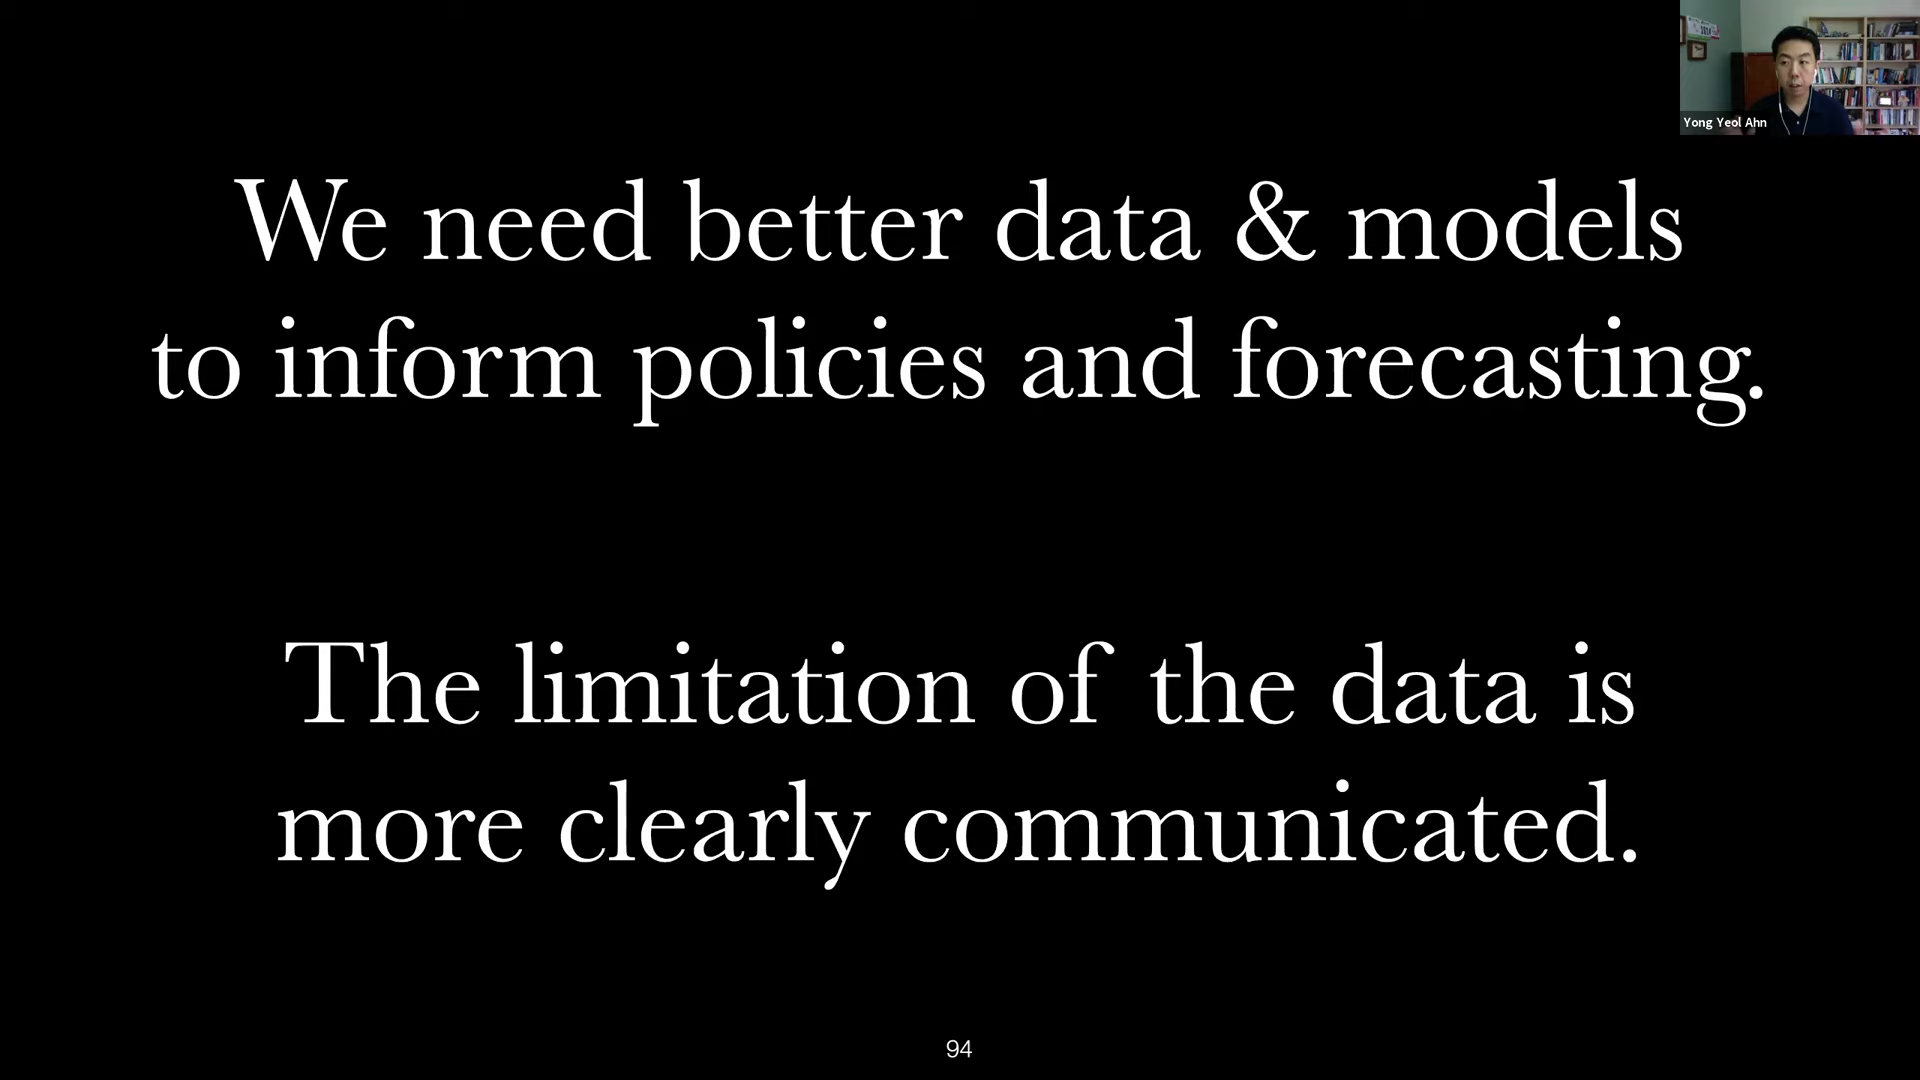 Yong Yeol Ahn
We need better data & models
to inform policies and forecasting.
The limitation of the data is
more clearly communicated.
94